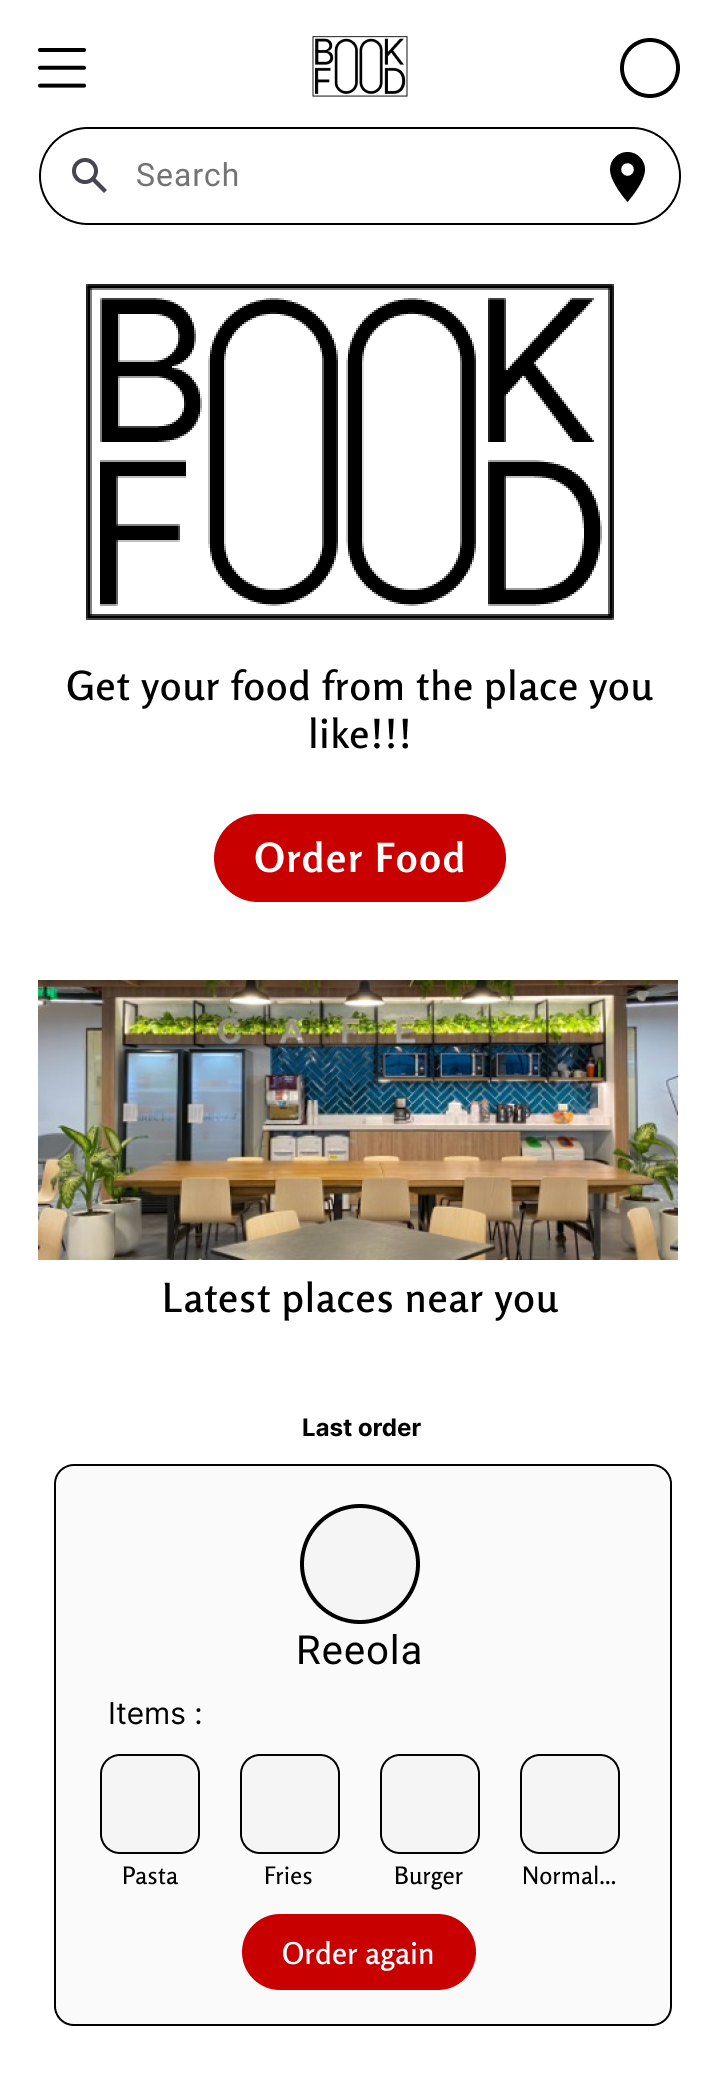 BOOK
FOOD
Search
BOOK
FOOD
Get your food from the place you
like!!!
Order Food
CAFE
Latest places near you
Last order
Reeola
Items :
Pasta
Fries
Burger
Normal...
Order again